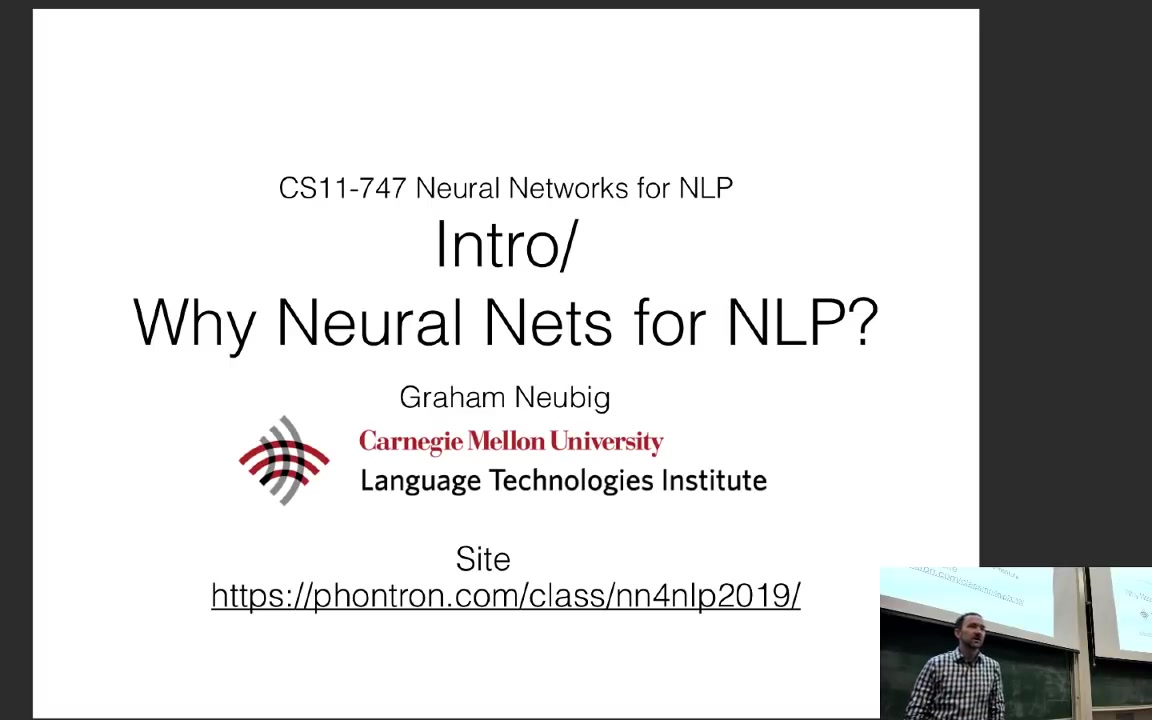 CS11-747 Neural Networks for NLP
Intro/
Why Neural Nets for NLP?
Graham Neubig
Carnegie Mellon University
Language Technologies Institute
Site
https://phontron.com/class/nn4nlp2019/